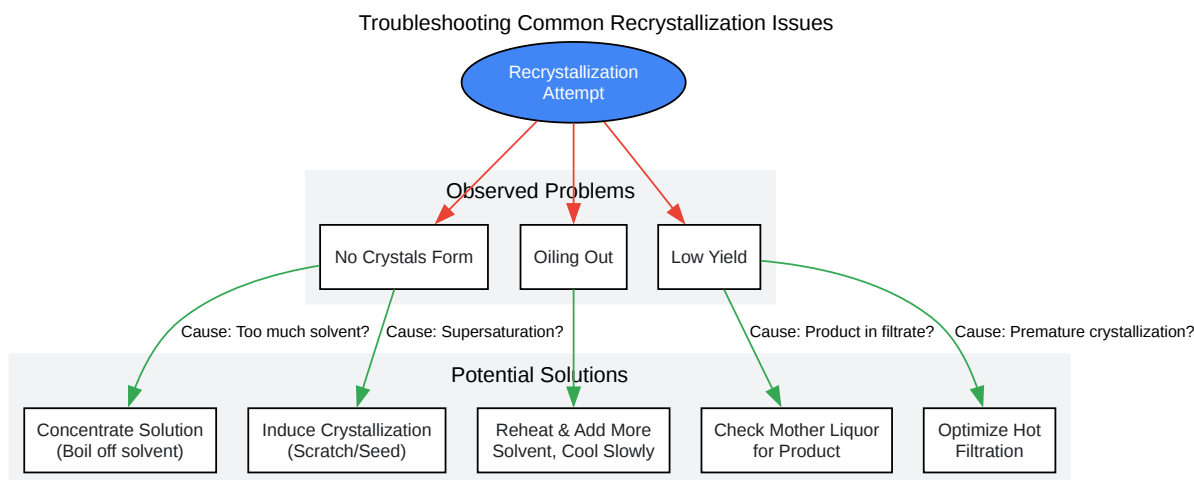 Troubleshooting Common Recrystallization Issues
Recrystallization
Attempt
Observed Problems
No Crystals Form
Oiling Out
Low Yield
Cause: Too much solvent?
Cause: Supersaturation?
Cause: Product in filtrate?
Cause: Premature crystallization?
Potential Solutions
Concentrate Solution
(Boil off solvent)
Induce Crystallization
(Scratch/Seed)
Reheat & Add More
Solvent, Cool Slowly
Check Mother Liquor
for Product
Optimize Hot
Filtration